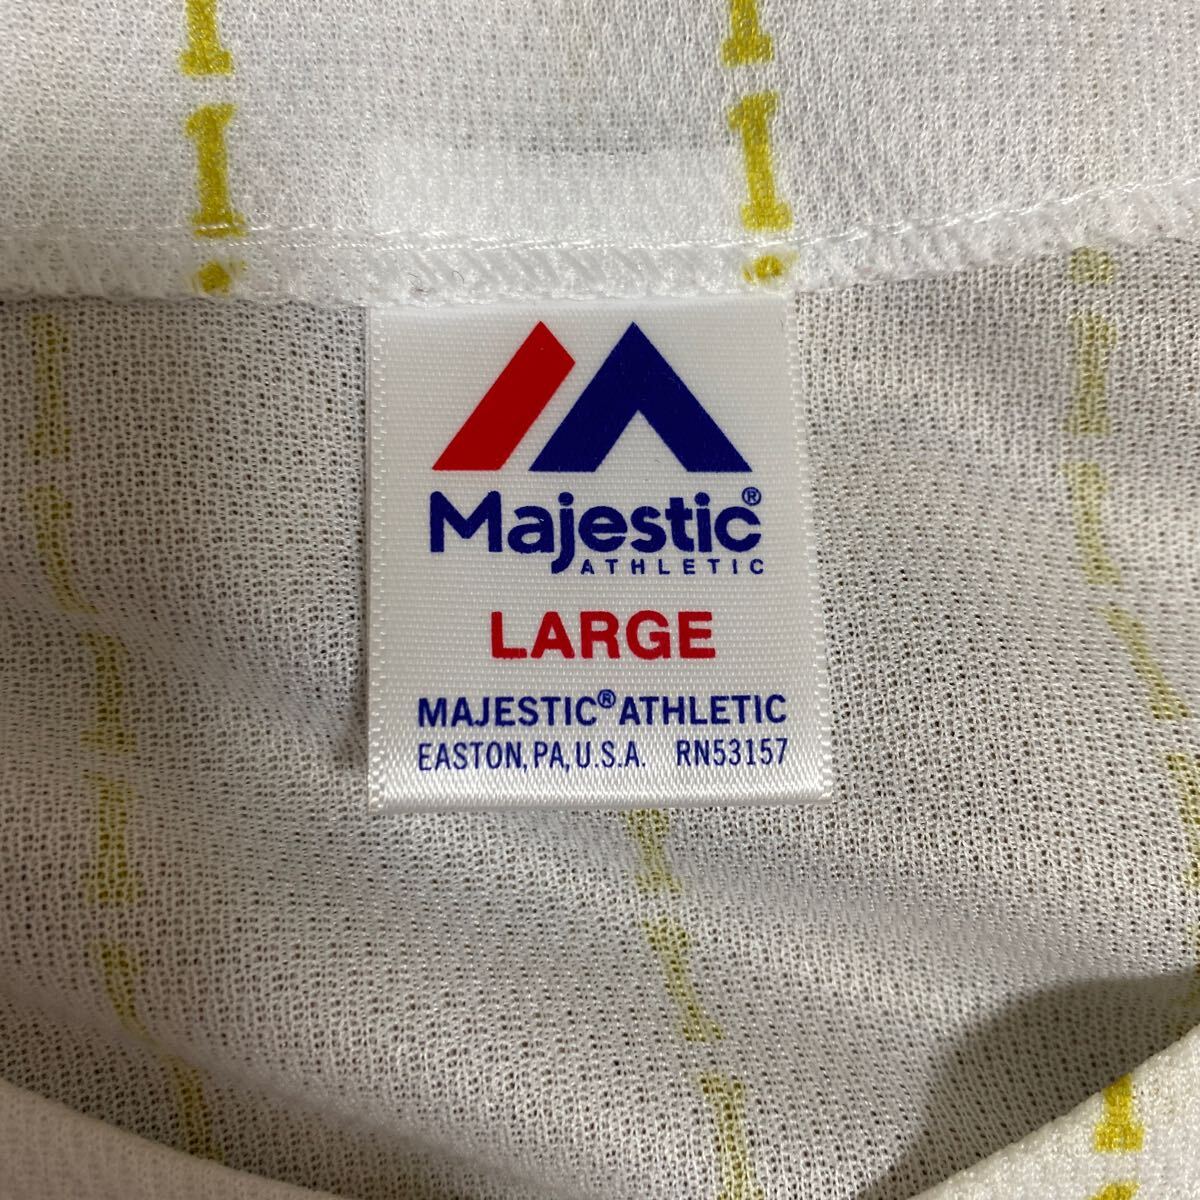 Majestic®
ATHLETIC
LARGE
MAJESTIC® ATHLETIC
EASTON, PA, U.S.A. RN53157